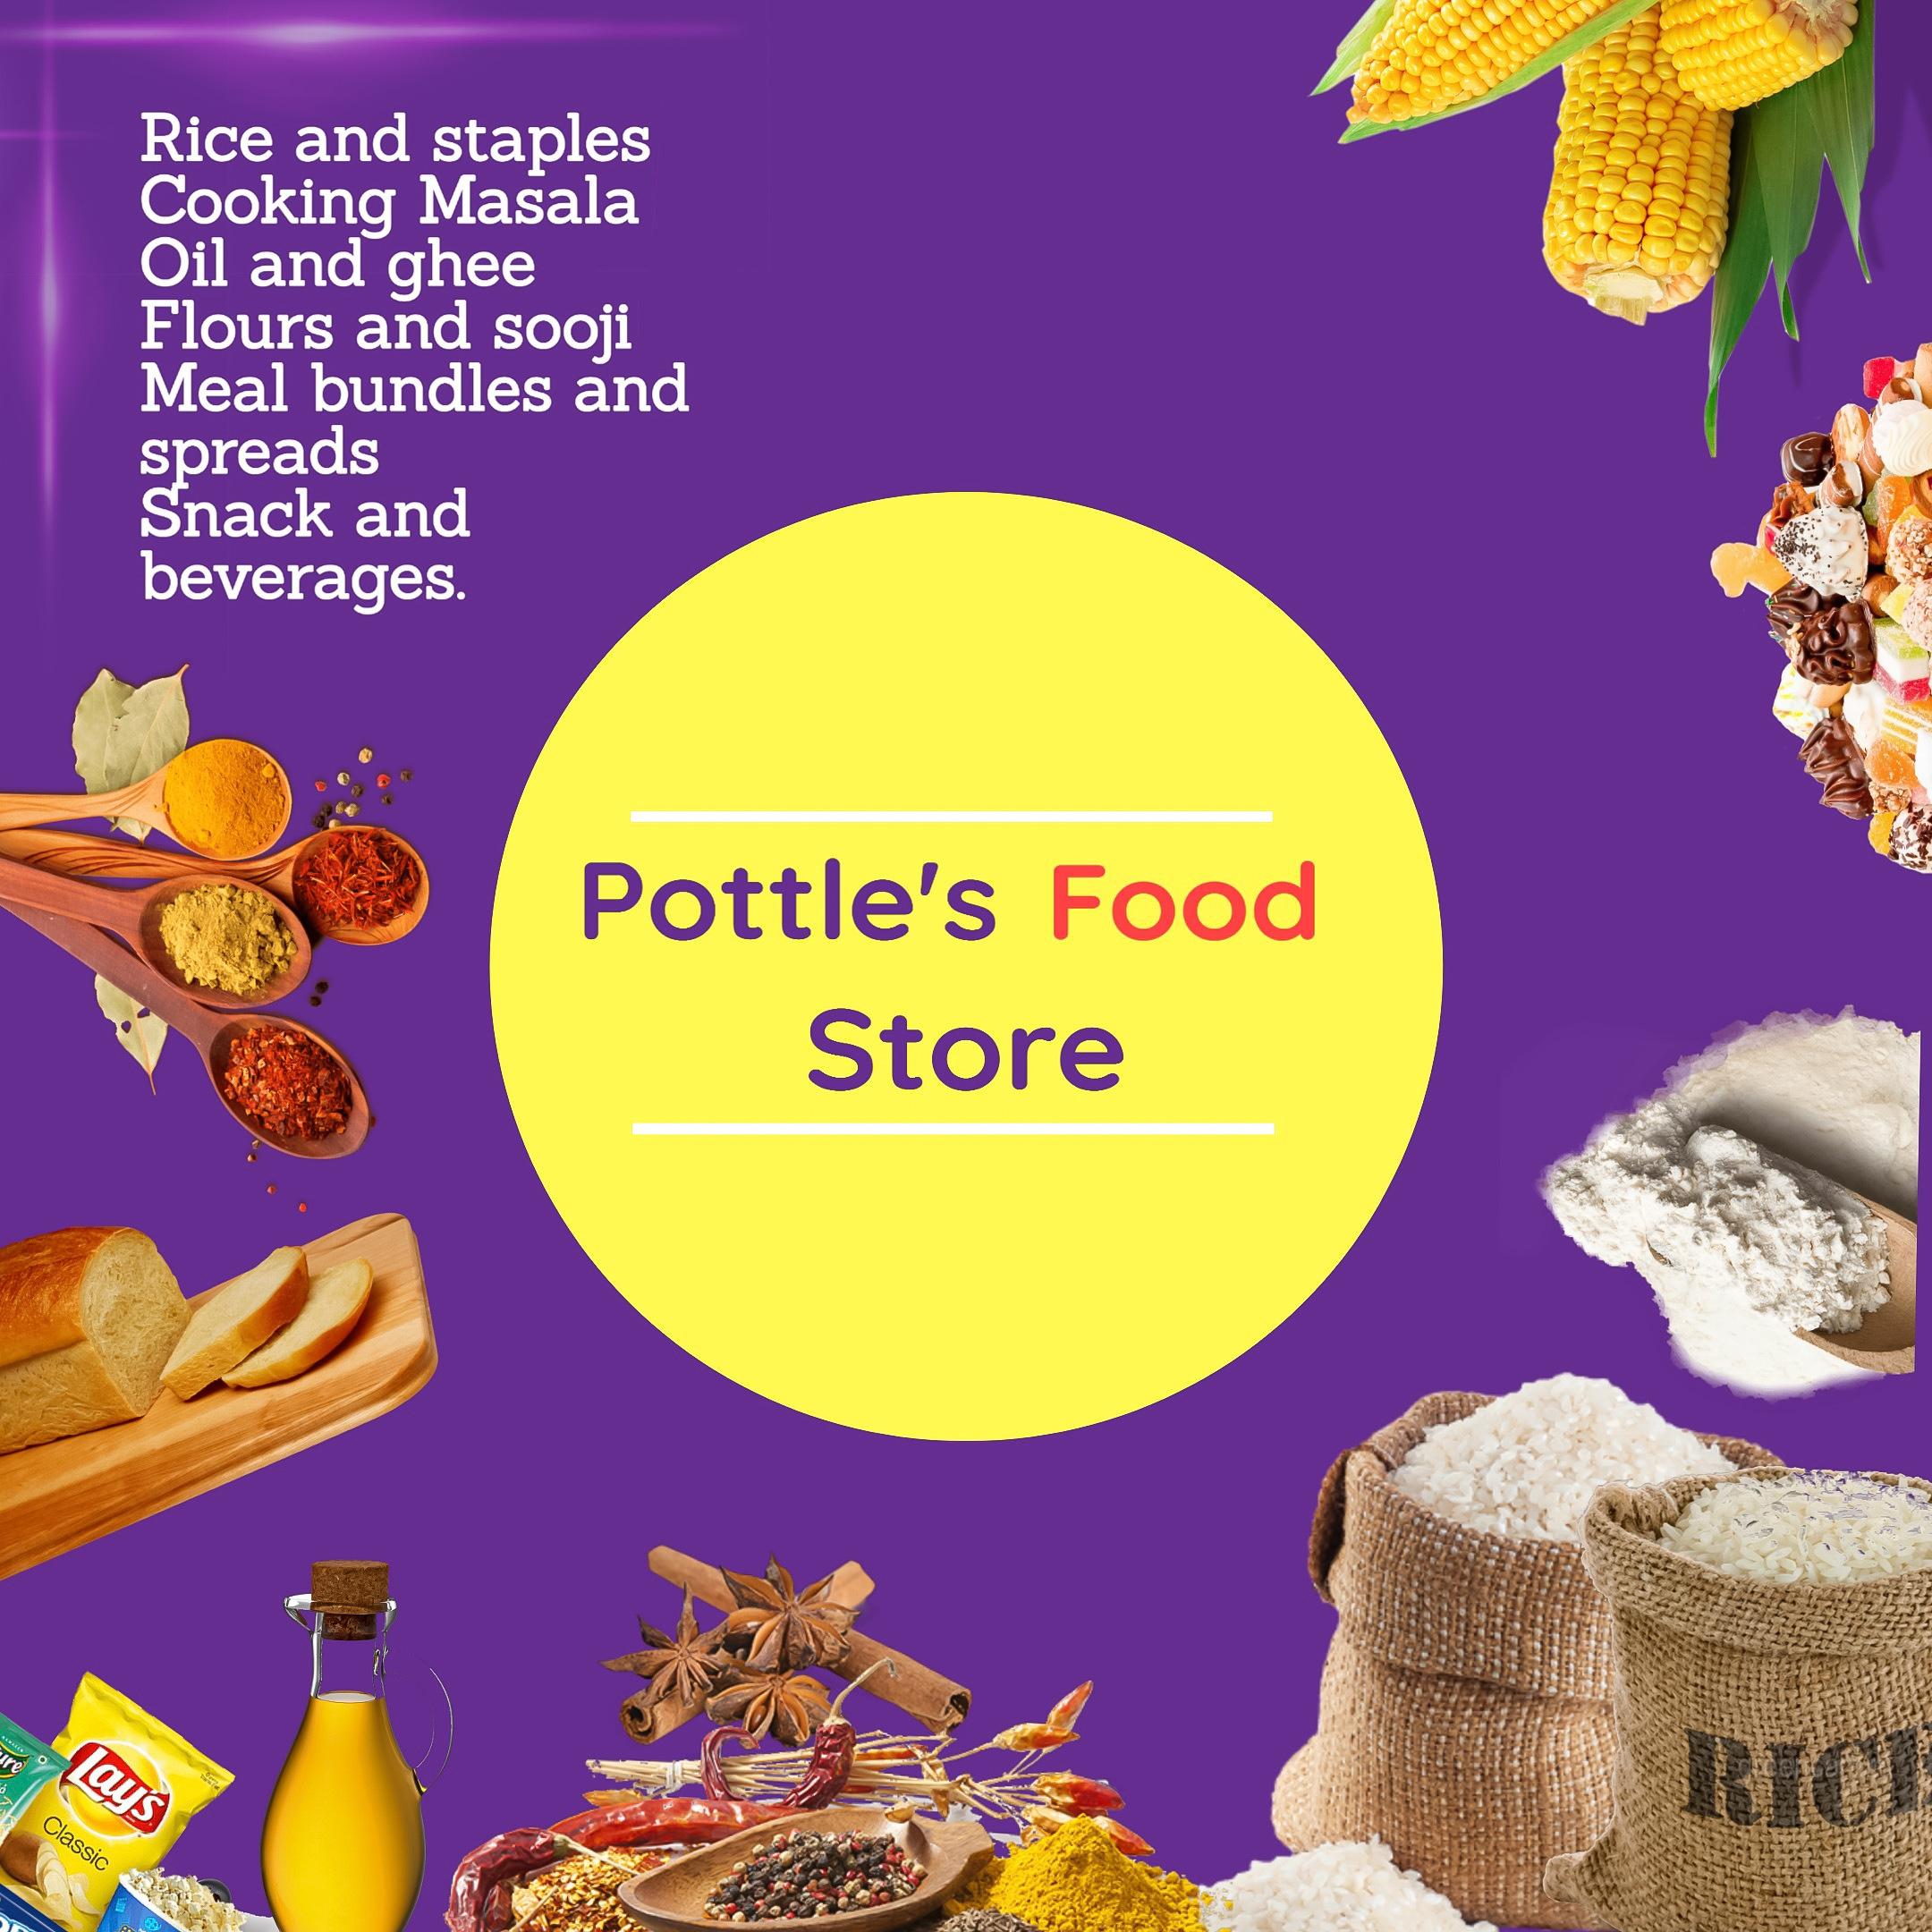 Rice and staples
Cooking Masala
Oil and ghee
Flours and sooji
Meal bundles and
spreads
Snack and
beverages.
Pottle's Food
Store
Lay's
Classic